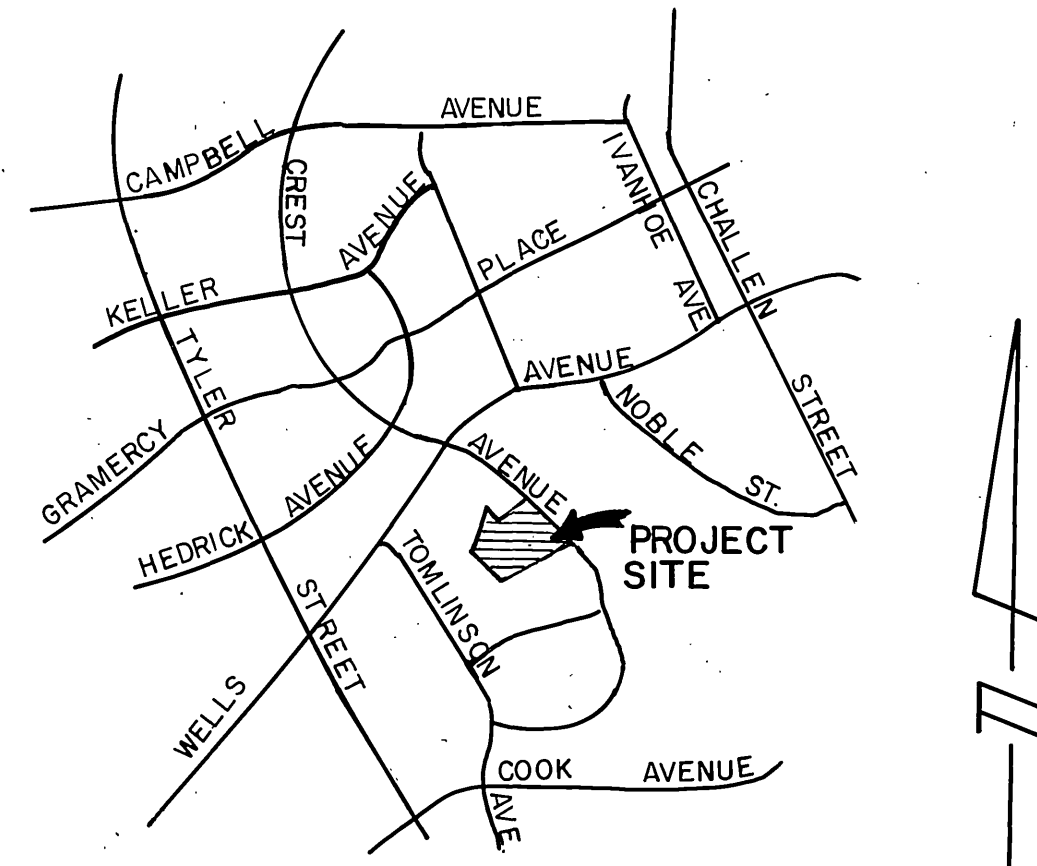 CAMPBELL AVENUE
CREST AVENUE
IVANHOE AVE
CHALLEN STREET
KELLER AVENUE
GRAMERCY PLACE
TYLER STREET
HEDRICK AVENUE
WELLS AVENUE
NOBLE ST.
PROJECT
SITE
TOMLINSON AVE
COOK AVENUE